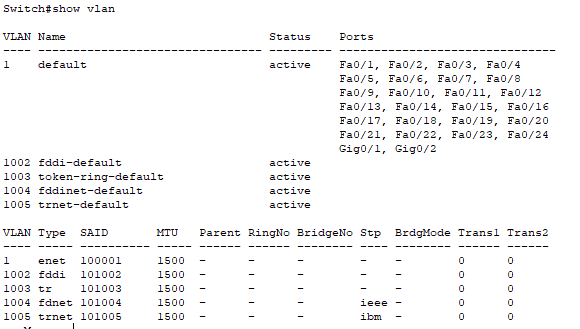 Switch#show vlan
VLAN Name Status Ports
---- -------------------------------- --------- -------------------------------
1 default active Fa0/1, Fa0/2, Fa0/3, Fa0/4
Fa0/5, Fa0/6, Fa0/7, Fa0/8
Fa0/9, Fa0/10, Fa0/11, Fa0/12
Fa0/13, Fa0/14, Fa0/15, Fa0/16
Fa0/17, Fa0/18, Fa0/19, Fa0/20
Fa0/21, Fa0/22, Fa0/23, Fa0/24
Gig0/1, Gig0/2
1002 fddi-default active
1003 token-ring-default active
1004 fddinet-default active
1005 trnet-default active
VLAN Type SAID MTU Parent RingNo BridgeNo Stp BrdgMode Trans1 Trans2
---- ----- ---------- ----- ------ ------ -------- ---- -------- ------ ------
1 enet 100001 1500 - - - - - 0 0
1002 fddi 101002 1500 - - - - - 0 0
1003 tr 101003 1500 - - - - - 0 0
1004 fdnet 101004 1500 - - - ieee - 0 0
1005 trnet 101005 1500 - - - ibm - 0 0